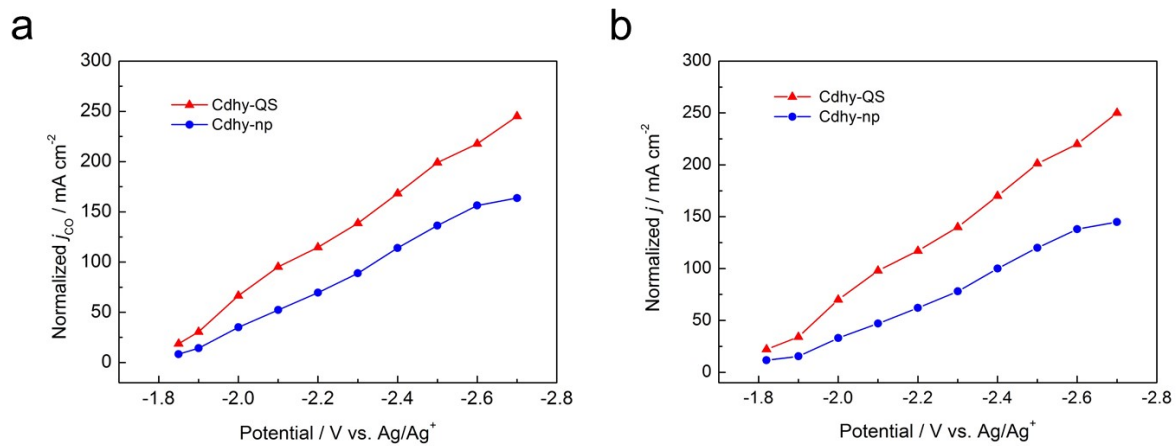 a
300
250
200
150
100
50
0
Normalized jCO / mA cm-2
Cdhy-QS
Cdhy-np
-1.8 -2.0 -2.2 -2.4 -2.6 -2.8
Potential / V vs. Ag/Ag+
b
300
250
200
150
100
50
0
Normalized j / mA cm-2
Cdhy-QS
Cdhy-np
-1.8 -2.0 -2.2 -2.4 -2.6 -2.8
Potential / V vs. Ag/Ag+